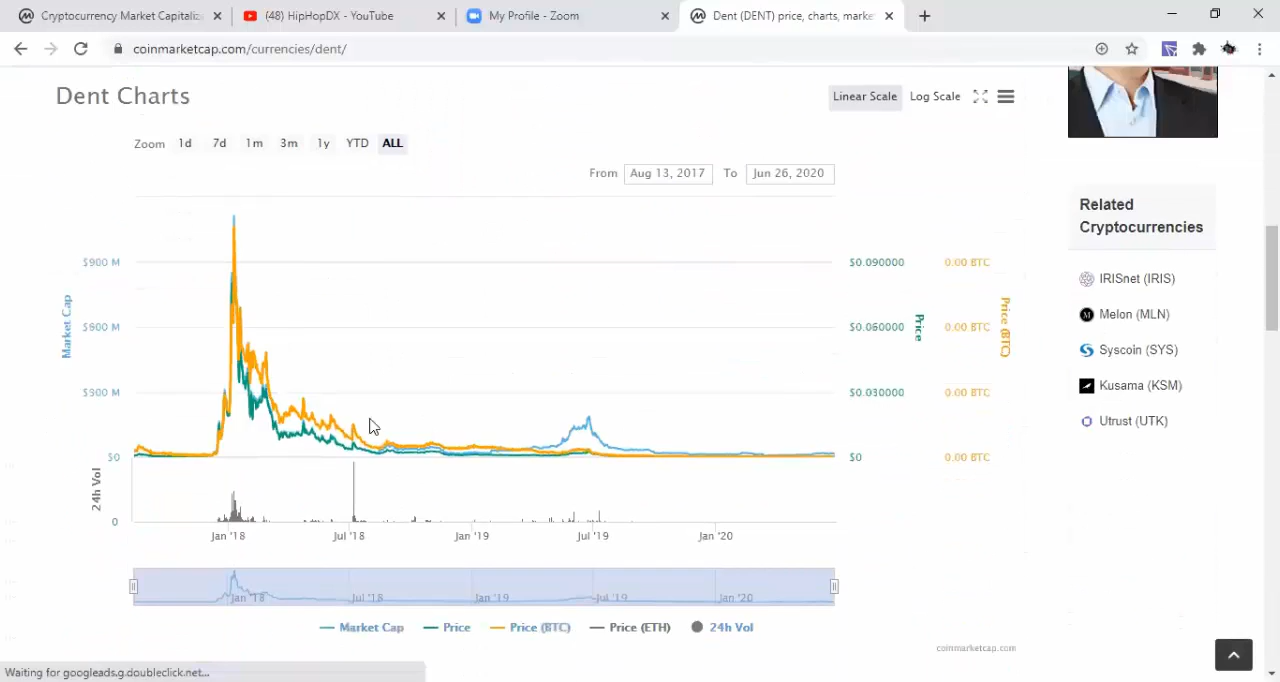 Cryptocurrency Market Capitaliz
(48) HipHopDX - YouTube
My Profile - Zoom
Dent (DENT) price, charts, marke
coinmarketcap.com/currencies/dent/
Dent Charts
Linear Scale Log Scale
Zoom 1d 7d 1m 3m 1y YTD ALL
From Aug 13, 2017 To Jun 26, 2020
$900 M $0.090000 0.00 BTC
$600 M $0.060000 0.00 BTC
$300 M $0.030000 0.00 BTC
$0 $0 0.00 BTC
Market Cap
Price
Price (BTC)
24h Vol
0
Jan '18 Jul '18 Jan '19 Jul '19 Jan '20
Jan '18 Jul '18 Jan '19 Jul '19 Jan '20
Market Cap Price Price (BTC) Price (ETH) 24h Vol
coinmarketcap.com
Related
Cryptocurrencies
IRISnet (IRIS)
Melon (MLN)
Syscoin (SYS)
Kusama (KSM)
Utrust (UTK)
Waiting for googleads.g.doubleclick.net...